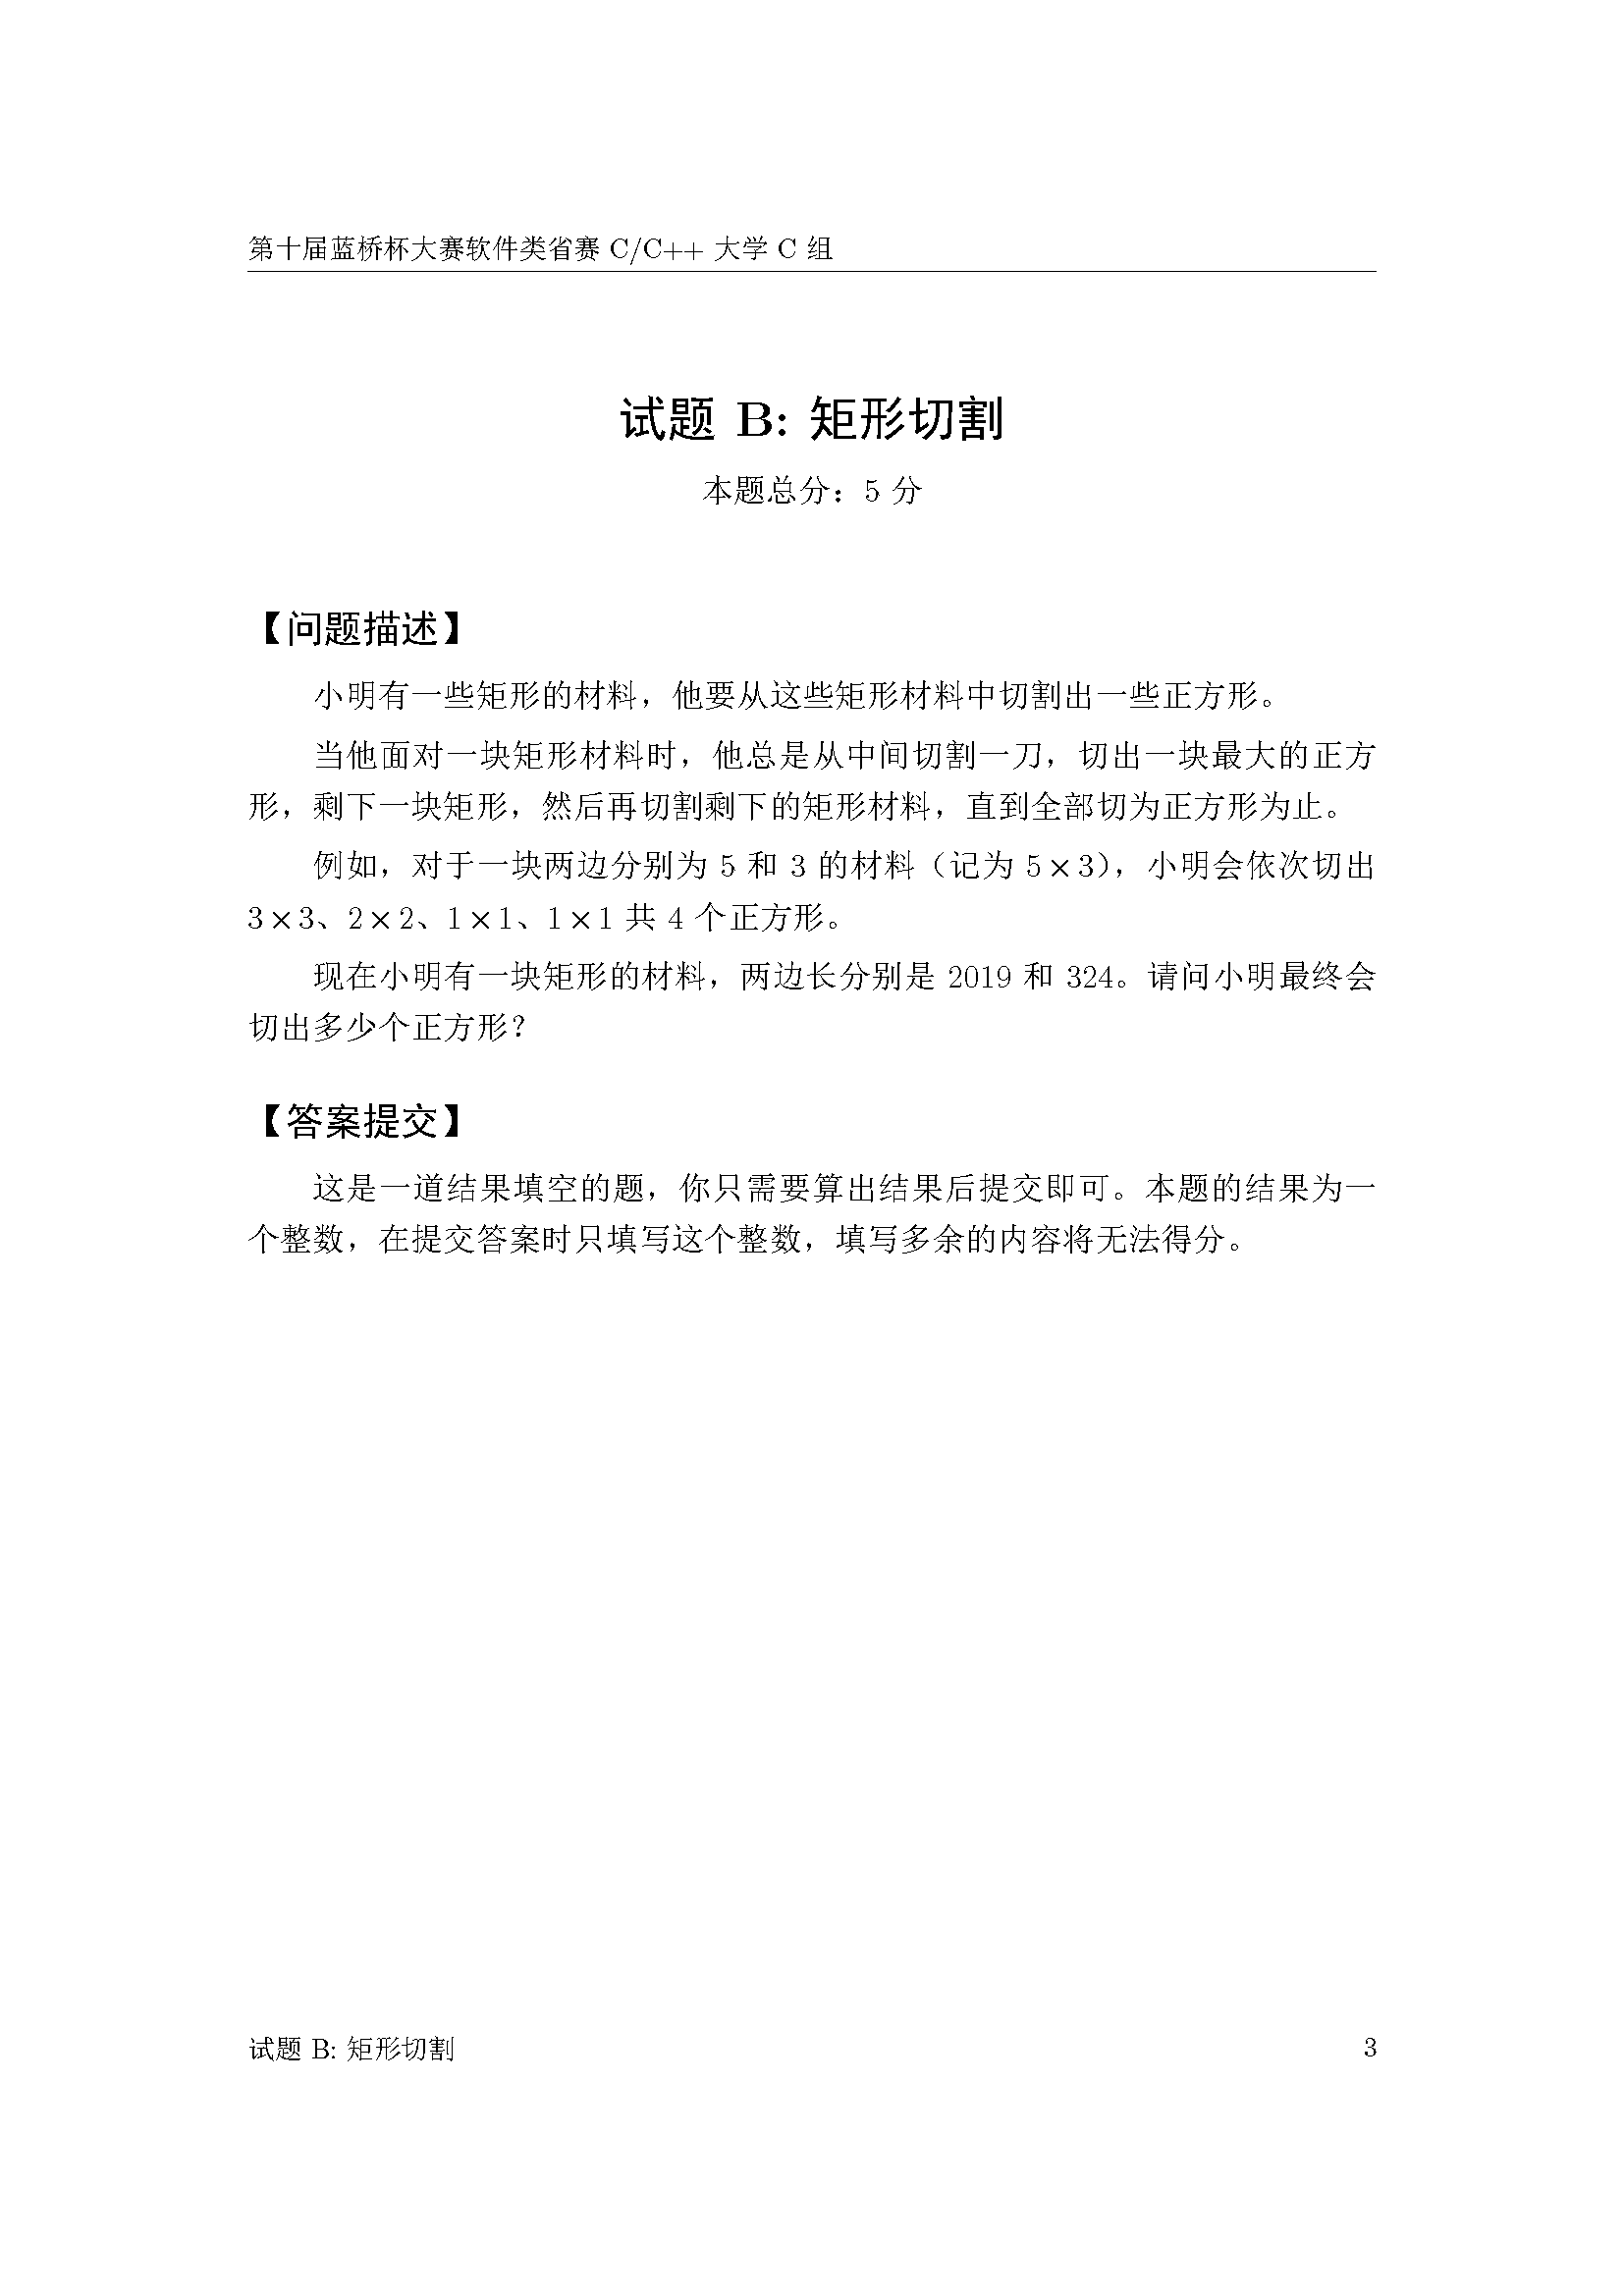 第十届蓝桥杯大赛软件类省赛 C/C++ 大学 C 组
试题 B: 矩形切割
本题总分：5 分
【问题描述】
小明有一些矩形的材料，他要从这些矩形材料中切割出一些正方形。
当他面对一块矩形材料时，他总是从中间切割一刀，切出一块最大的正方
形，剩下一块矩形，然后再切割剩下的矩形材料，直到全部切为正方形为止。
例如，对于一块两边分别为 5 和 3 的材料（记为 5 × 3），小明会依次切出
3 × 3、2 × 2、1 × 1、1 × 1 共 4 个正方形。
现在小明有一块矩形的材料，两边长分别是 2019 和 324。请问小明最终会
切出多少个正方形？
【答案提交】
这是一道结果填空的题，你只需要算出结果后提交即可。本题的结果为一
个整数，在提交答案时只填写这个整数，填写多余的内容将无法得分。
试题 B: 矩形切割 3